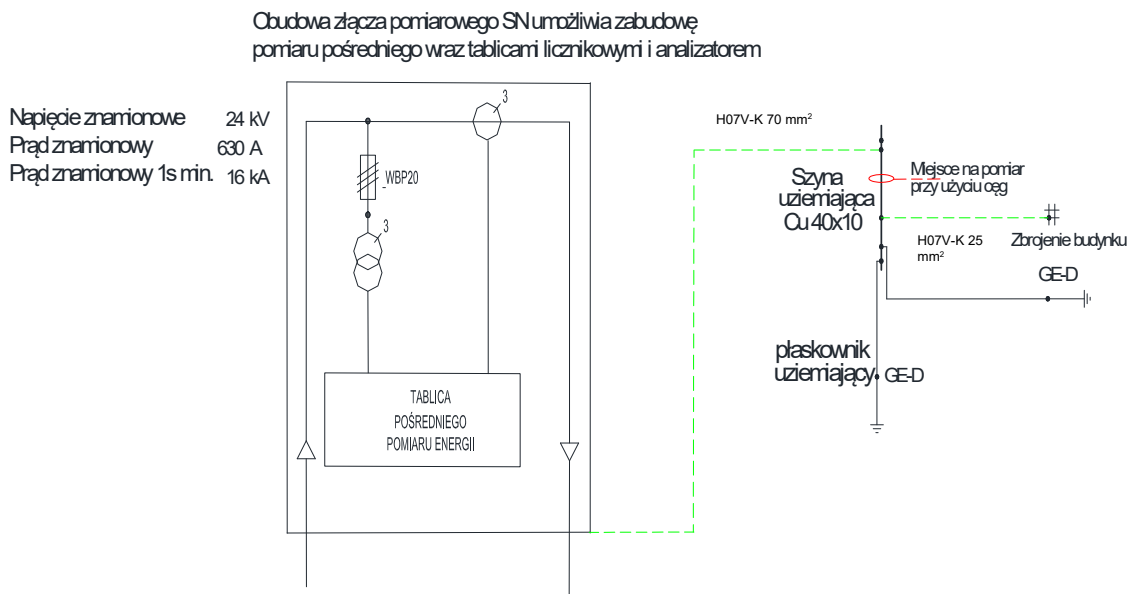 Obudowa złącza pomiarowego SN umożliwia zabudowę
pomiaru pośredniego wraz tablicami licznikowymi i analizatorem
Napięcie znamionowe 24 kV
Prąd znamionowy 630 A
Prąd znamionowy 1s min. 16 kA
3
WBP20
3
TABLICA
POŚREDNIEGO
POMIARU ENERGII
H07V-K 70 mm²
Szyna
uziemiająca
Cu 40x10
Miejsce na pomiar
przy użyciu cęg
H07V-K 25
mm²
Zbrojenie budynku
GE-D
płaskownik
uziemiający
GE-D